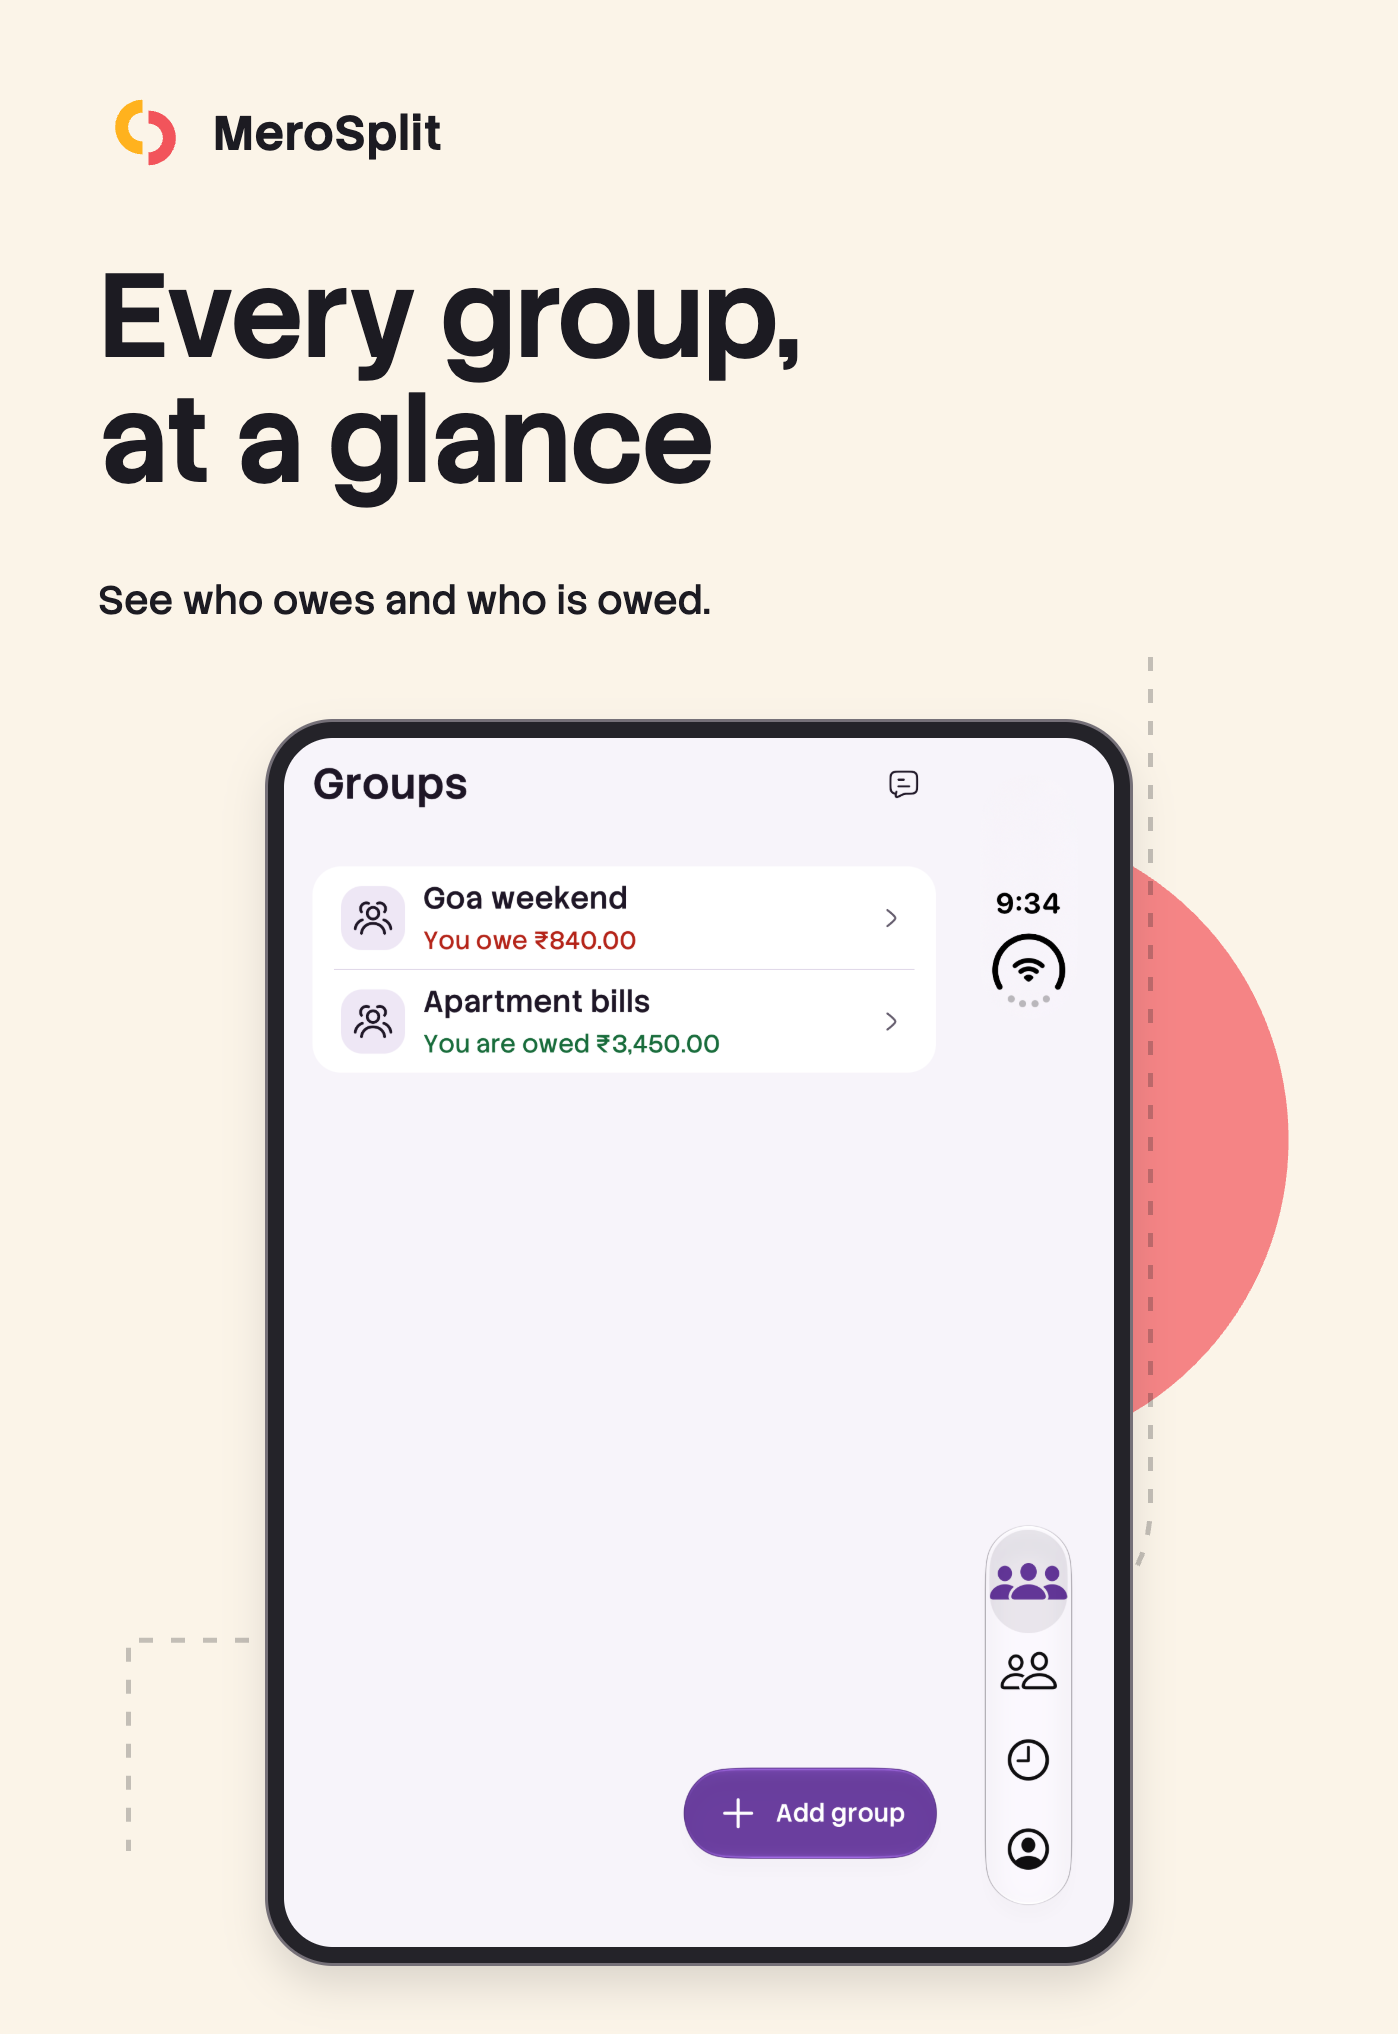 MeroSplit
Every group,
at a glance
See who owes and who is owed.
Groups
Goa weekend
You owe ₹840.00
Apartment bills
You are owed ₹3,450.00
9:34
Add group